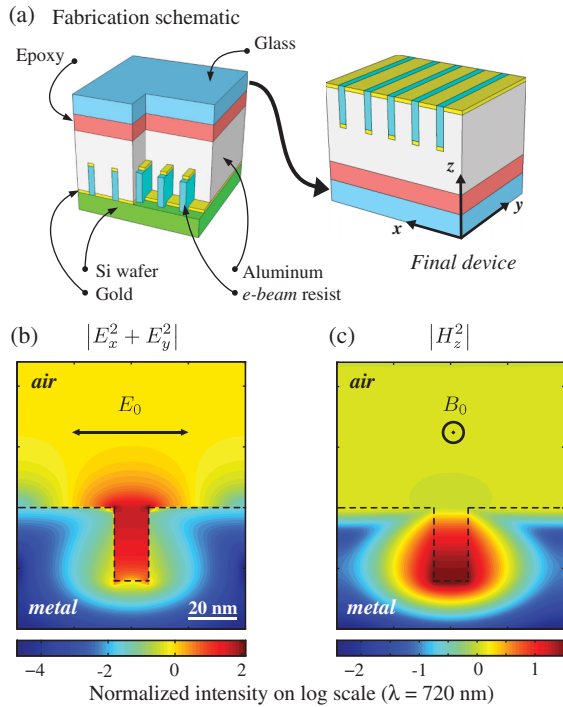 (a) Fabrication schematic
Epoxy
Glass
z
y
x
Si wafer
Gold
Aluminum
e-beam resist
Final device
(b) |E_x^2 + E_y^2|
(c) |H_z^2|
air
E_0
metal
20 nm
air
B_0
metal
-4 -2 0 2
-2 -1 0 1
Normalized intensity on log scale (λ = 720 nm)